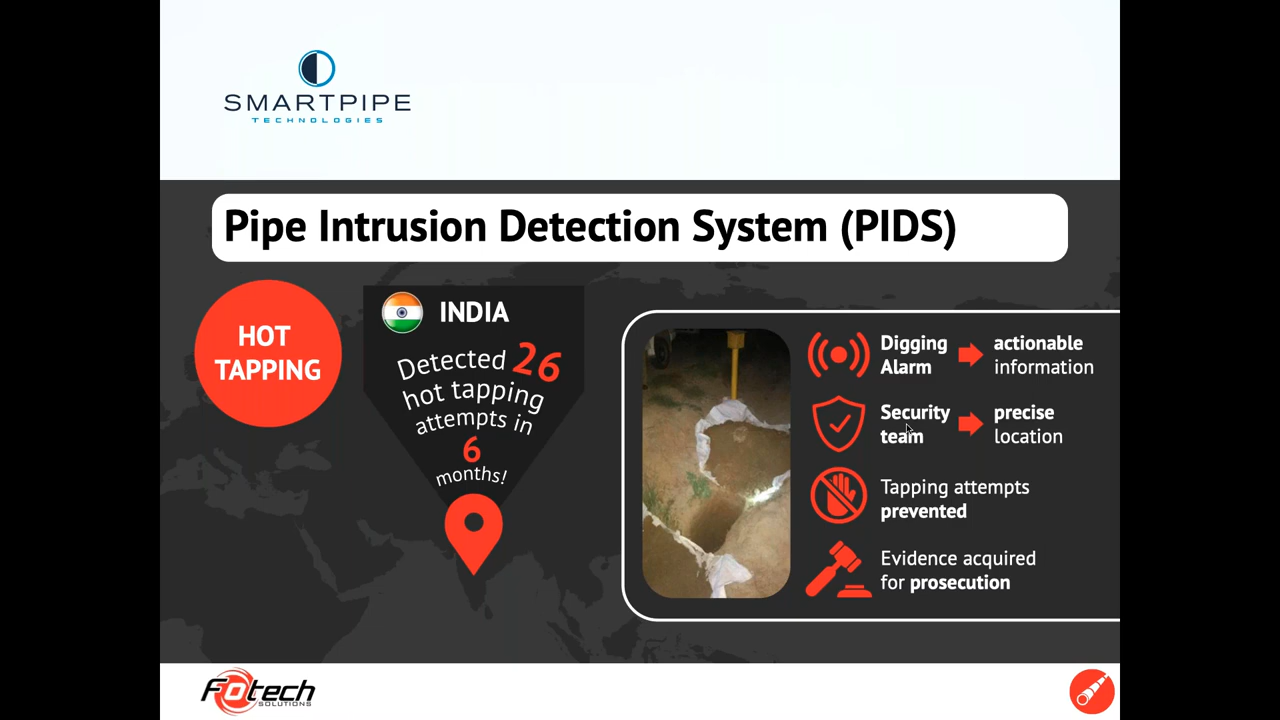 SMARTPIPE
TECHNOLOGIES
Pipe Intrusion Detection System (PIDS)
HOT
TAPPING
INDIA
Detected 26
hot tapping
attempts in
6
months!
Digging
Alarm
actionable
information
Security
team
precise
location
Tapping attempts
prevented
Evidence acquired
for prosecution
Fotech
SOLUTIONS